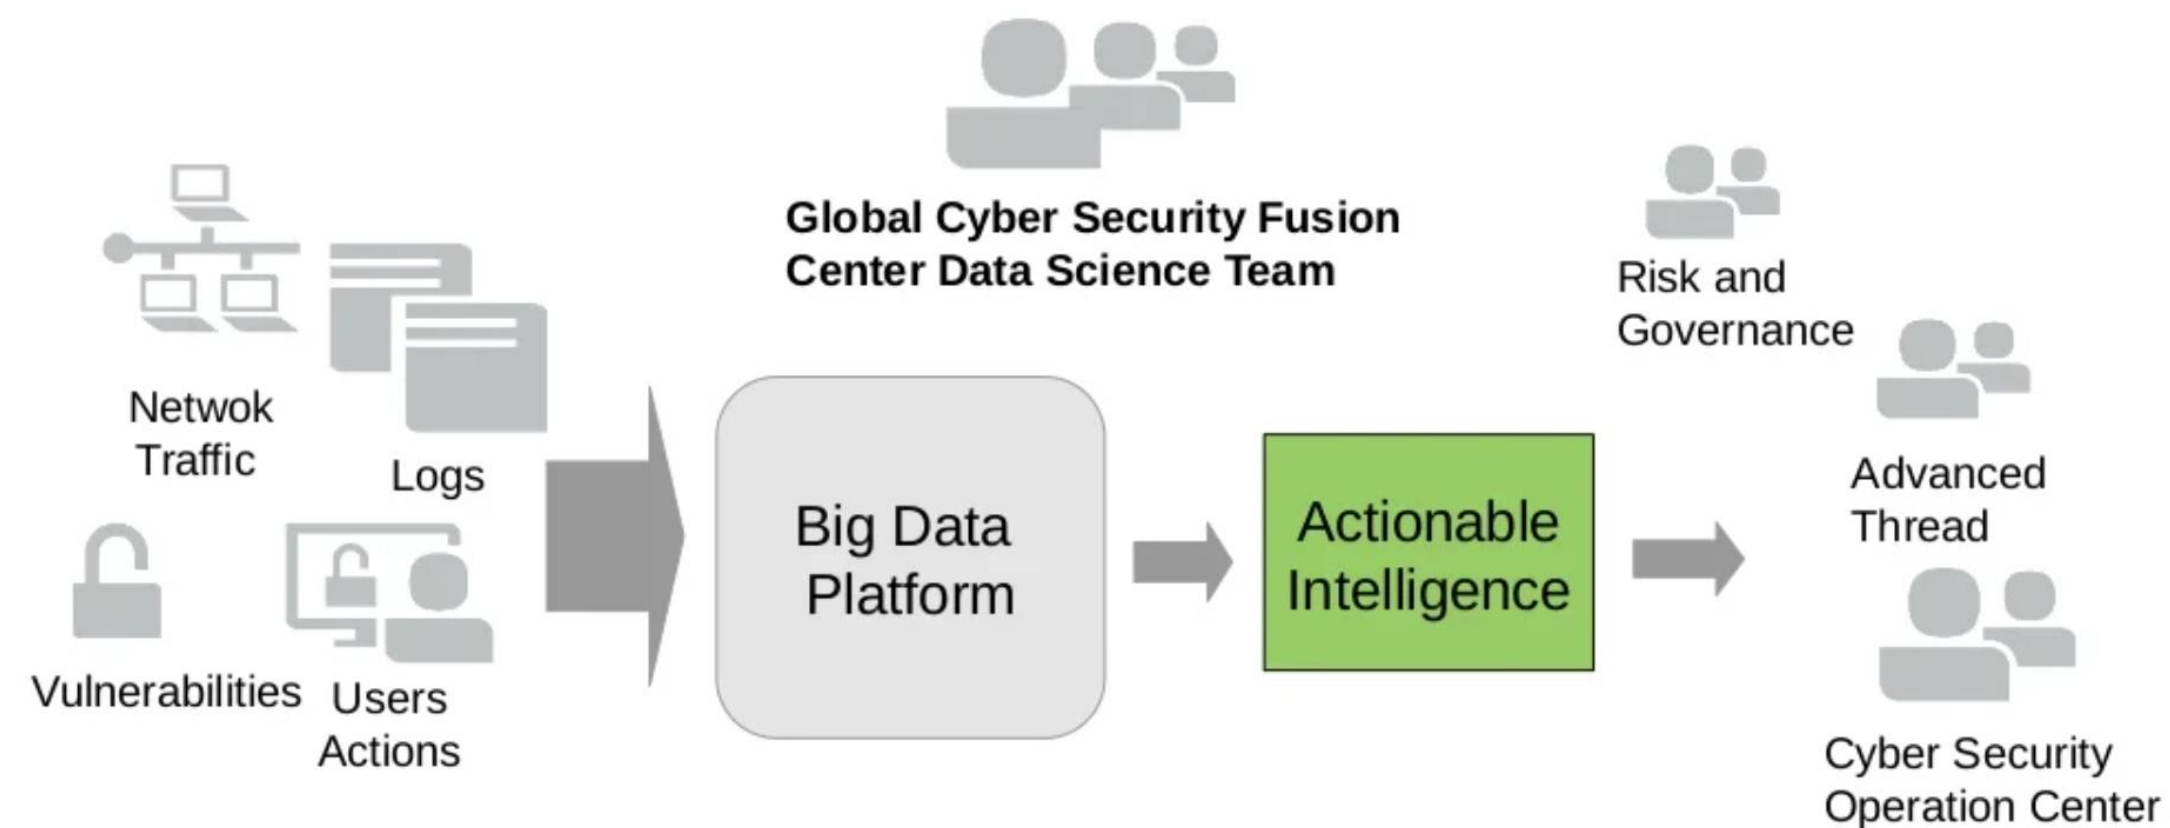 Global Cyber Security Fusion
Center Data Science Team
Netwok
Traffic
Logs
Vulnerabilities
Users
Actions
Big Data
Platform
Actionable
Intelligence
Risk and
Governance
Advanced
Thread
Cyber Security
Operation Center